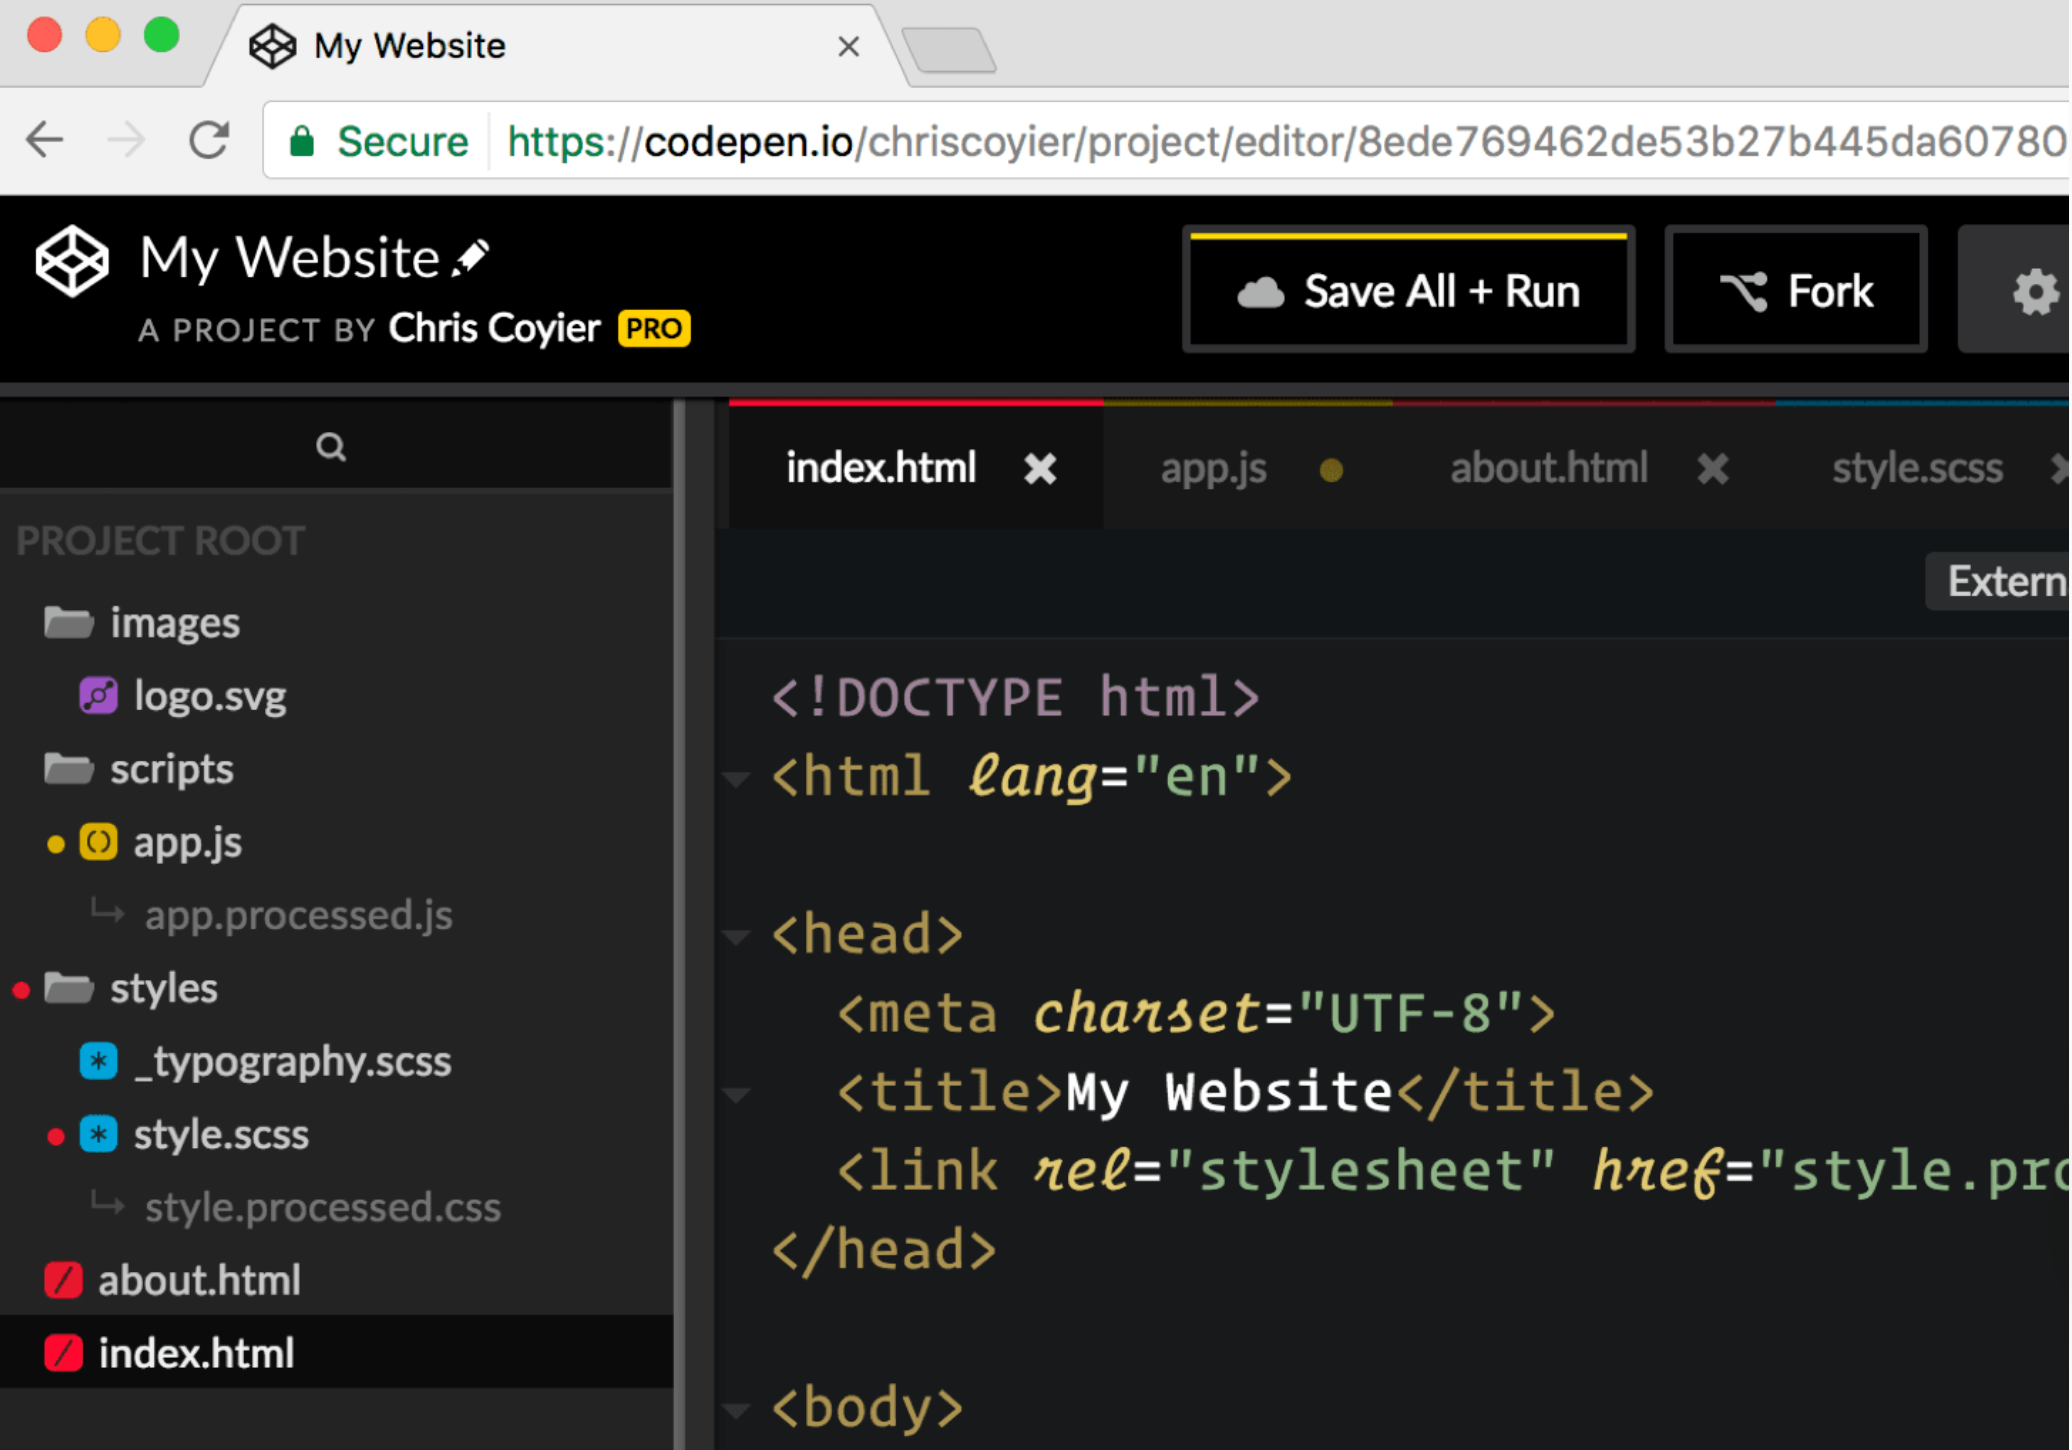 My Website
Secure https://codepen.io/chriscoyier/project/editor/8ede769462de53b27b445da60780
My Website
A PROJECT BY Chris Coyier PRO
Save All + Run
Fork
index.html
app.js
about.html
style.scss
PROJECT ROOT
images
logo.svg
scripts
app.js
app.processed.js
styles
_typography.scss
style.scss
style.processed.css
about.html
index.html
Extern
<!DOCTYPE html>
<html lang="en">
<head>
<meta charset="UTF-8">
<title>My Website</title>
<link rel="stylesheet" href="style.pro
</head>
<body>